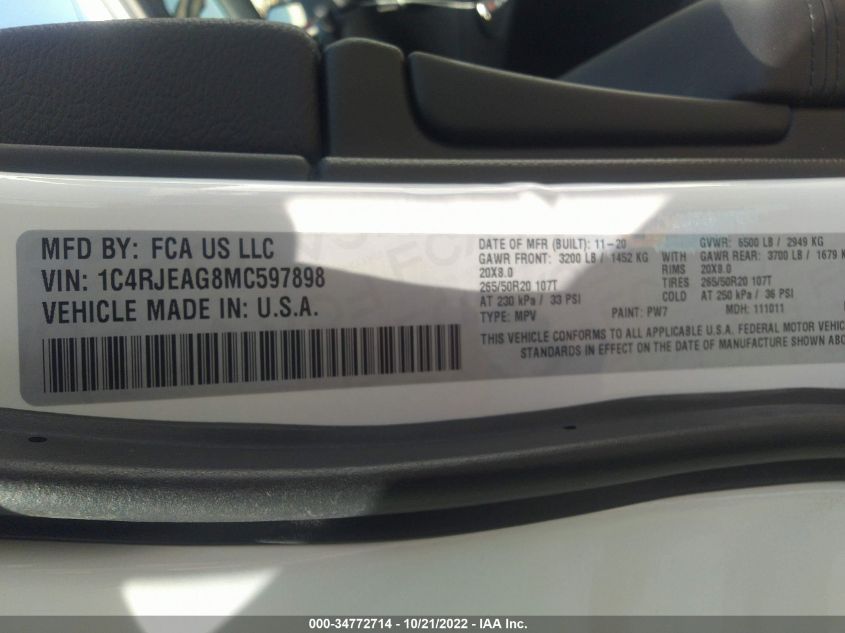 MFD BY: FCA US LLC
VIN: 1C4RJEAG8MC597898
VEHICLE MADE IN: U.S.A.
DATE OF MFR (BUILT): 11-20 GVWR: 6500 LB / 2949 KG
GAWR FRONT: 3200 LB / 1452 KG WITH GAWR REAR: 3700 LB / 1679 KG
20X8.0 RIMS 20X8.0
265/50R20 107T TIRES 265/50R20 107T
AT 230 kPa / 33 PSI COLD AT 250 kPa / 36 PSI
TYPE: MPV PAINT: PW7 MDH: 111011
THIS VEHICLE CONFORMS TO ALL APPLICABLE U.S.A. FEDERAL MOTOR VEHIC
STANDARDS IN EFFECT ON THE DATE OF MANUFACTURE SHOWN ABO
000-34772714 - 10/21/2022 - IAA Inc.